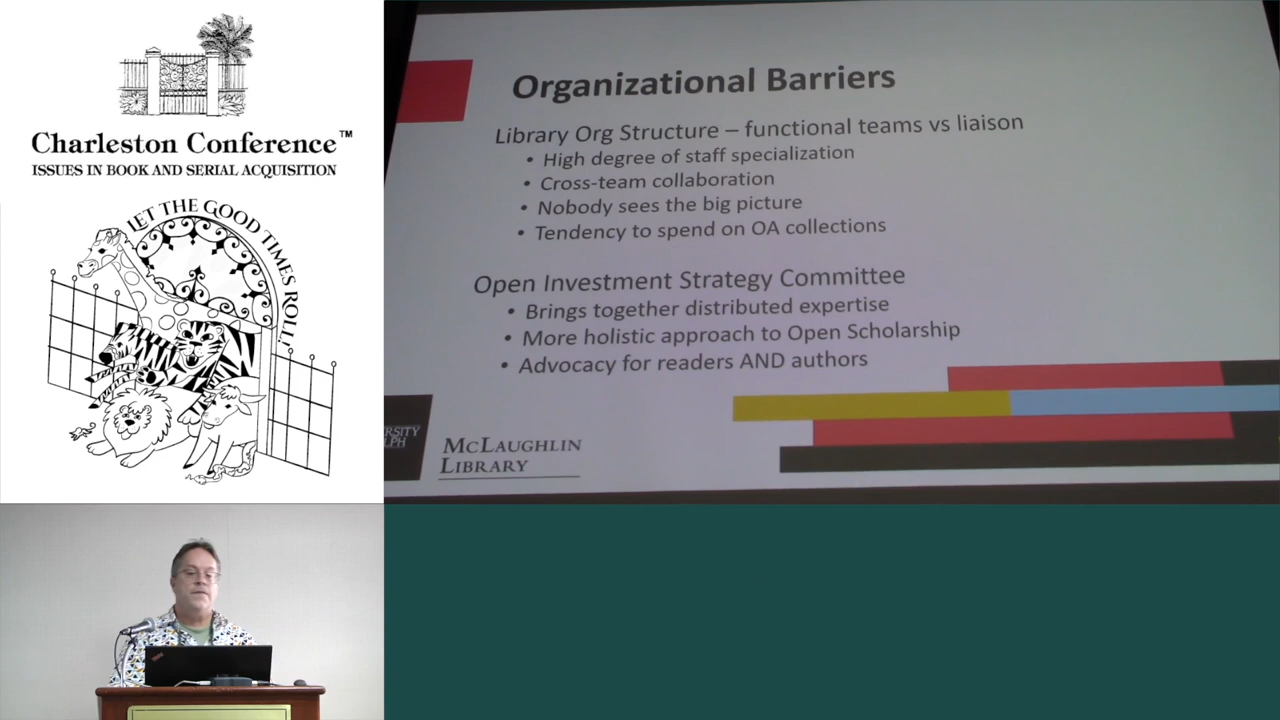 Charleston Conference™
ISSUES IN BOOK AND SERIAL ACQUISITION
LET THE GOOD TIMES ROLL!
Organizational Barriers
Library Org Structure – functional teams vs liaison
• High degree of staff specialization
• Cross-team collaboration
• Nobody sees the big picture
• Tendency to spend on OA collections
Open Investment Strategy Committee
• Brings together distributed expertise
• More holistic approach to Open Scholarship
• Advocacy for readers AND authors
MCLAUGHLIN
LIBRARY